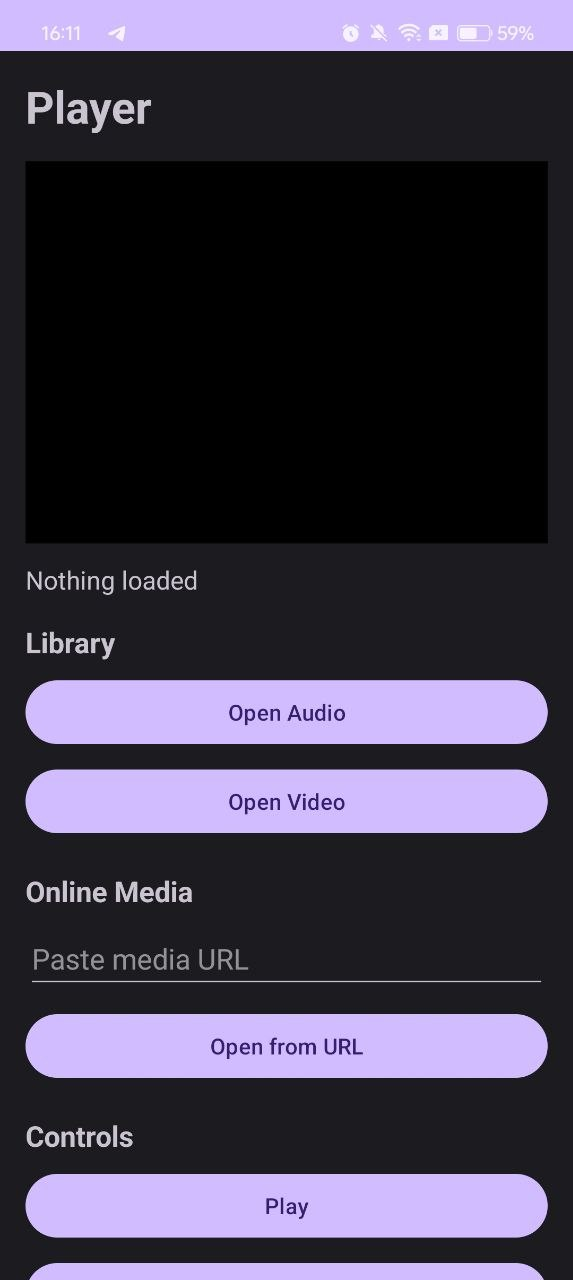 16:11
59%
Player
Nothing loaded
Library
Open Audio
Open Video
Online Media
Paste media URL
Open from URL
Controls
Play